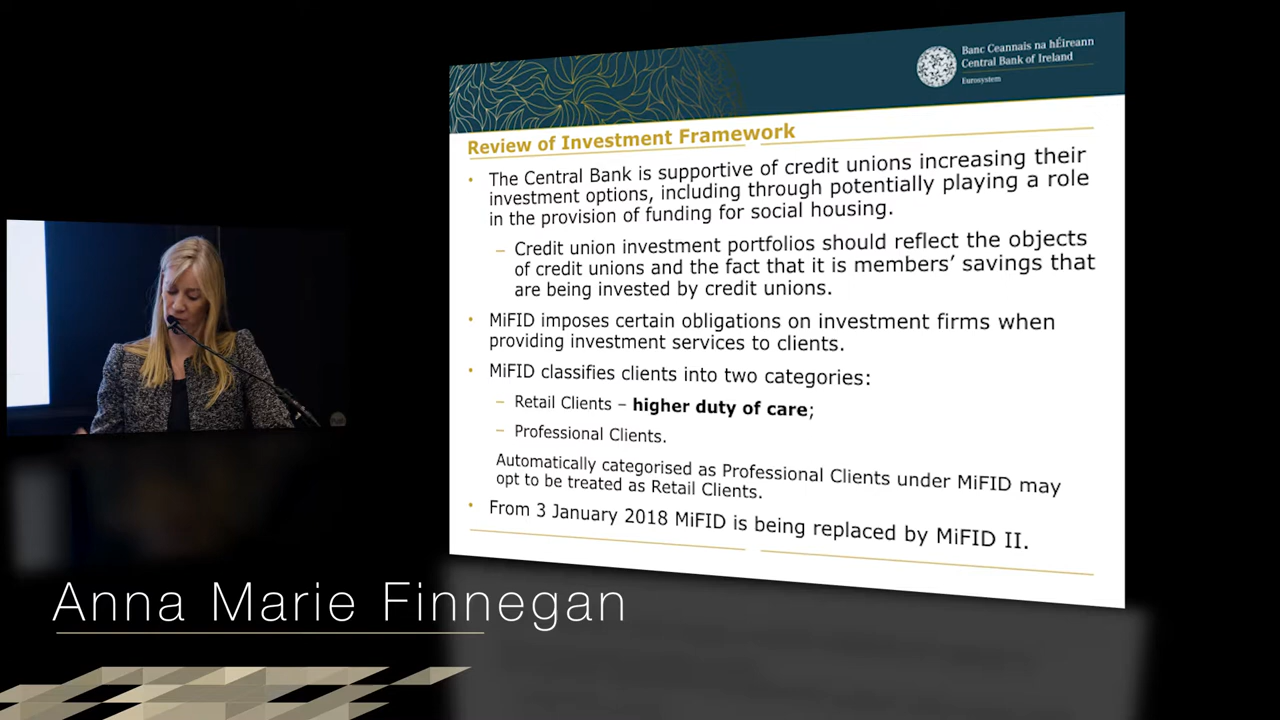 Banc Ceannais na hÉireann
Central Bank of Ireland
Eurosystem
Review of Investment Framework
• The Central Bank is supportive of credit unions increasing their
investment options, including through potentially playing a role
in the provision of funding for social housing.
– Credit union investment portfolios should reflect the objects
of credit unions and the fact that it is members’ savings that
are being invested by credit unions.
• MiFID imposes certain obligations on investment firms when
providing investment services to clients.
• MiFID classifies clients into two categories:
– Retail Clients – higher duty of care;
– Professional Clients.
Automatically categorised as Professional Clients under MiFID may
opt to be treated as Retail Clients.
• From 3 January 2018 MiFID is being replaced by MiFID II.
Anna Marie Finnegan